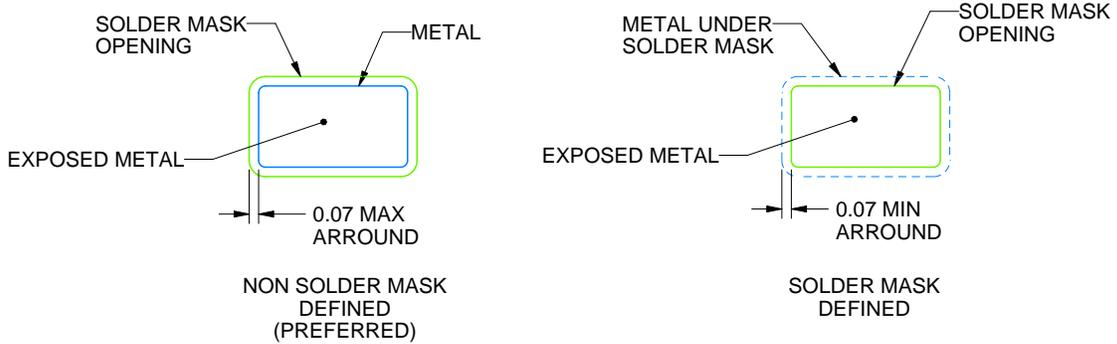 SOLDER MASK
OPENING
METAL
EXPOSED METAL
0.07 MAX
ARROUND
NON SOLDER MASK
DEFINED
(PREFERRED)
METAL UNDER
SOLDER MASK
SOLDER MASK
OPENING
EXPOSED METAL
0.07 MIN
ARROUND
SOLDER MASK
DEFINED